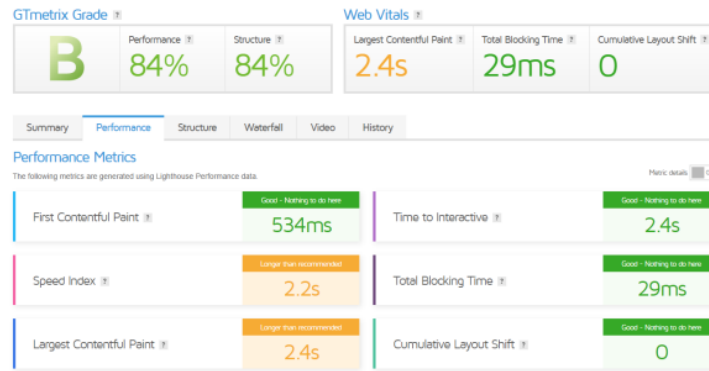 GTmetrix Grade ?
Web Vitals ?
B
Performance ?
84%
Structure ?
84%
Largest Contentful Paint ?
2.4s
Total Blocking Time ?
29ms
Cumulative Layout Shift ?
0
Summary Performance Structure Waterfall Video History
Performance Metrics
The following metrics are generated using Lighthouse Performance data.
Metric details
First Contentful Paint ?
Good - Nothing to do here
534ms
Time to Interactive ?
Good - Nothing to do here
2.4s
Speed Index ?
Longer than recommended
2.2s
Total Blocking Time ?
Good - Nothing to do here
29ms
Largest Contentful Paint ?
Longer than recommended
2.4s
Cumulative Layout Shift ?
Good - Nothing to do here
0